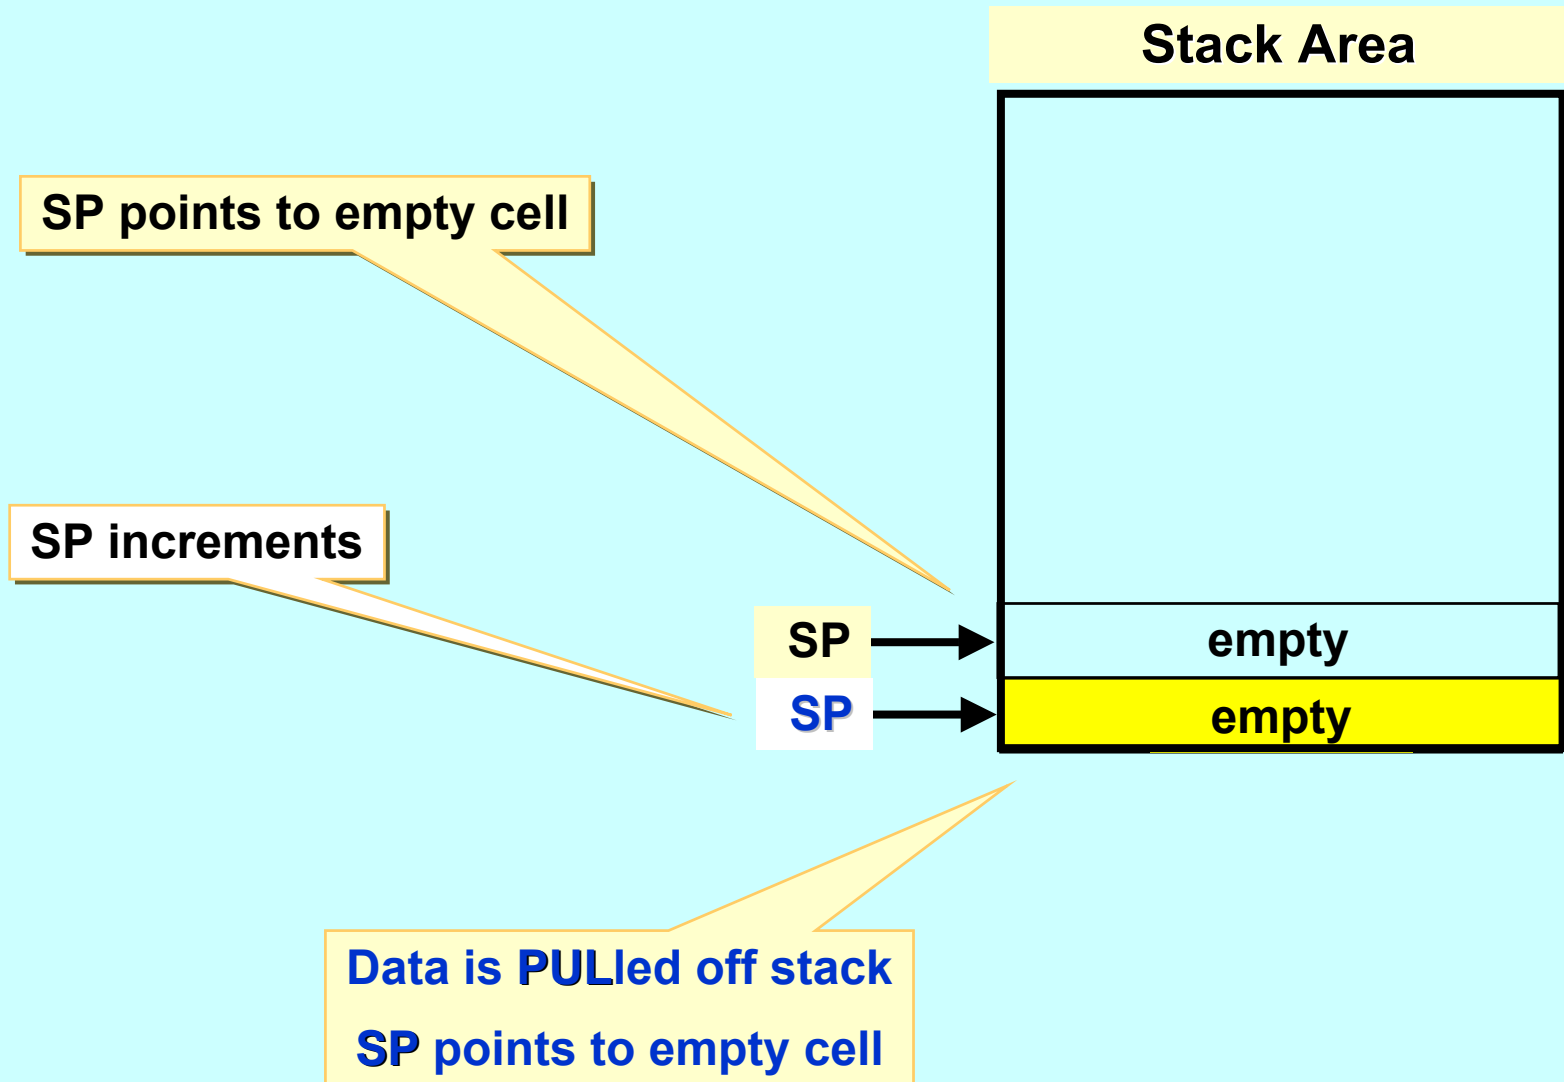 Stack Area
SP points to empty cell
SP increments
SP
empty
SP
empty
Data is PULled off stack
SP points to empty cell